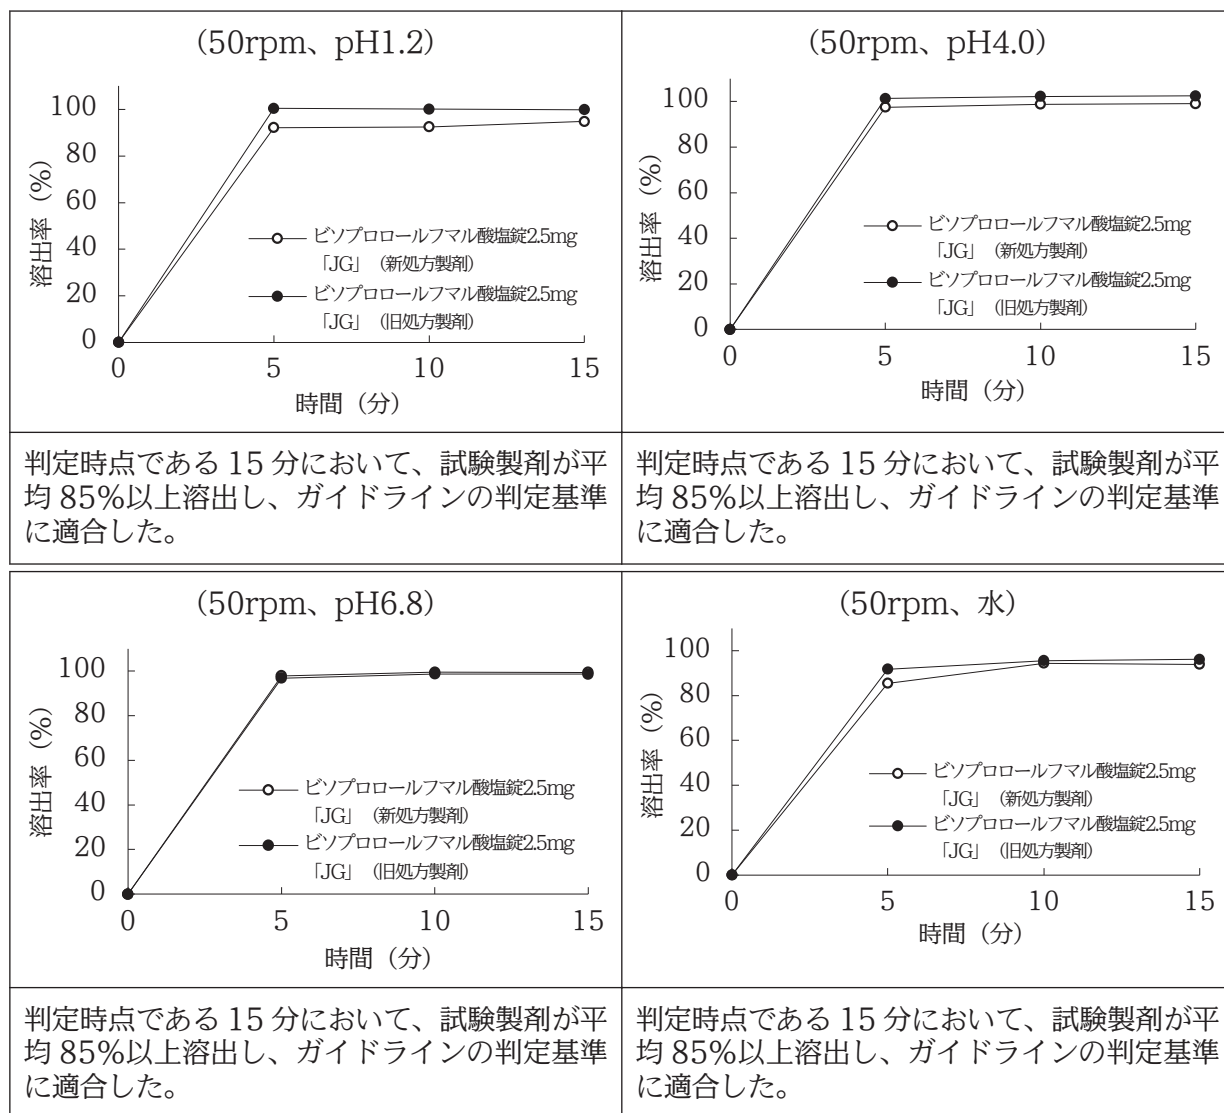 (50rpm、pH1.2)
100
80
60
40
20
0
溶出率 (%)
ビソプロロールフマル酸塩錠2.5mg
「JG」(新処方製剤)
ビソプロロールフマル酸塩錠2.5mg
「JG」(旧処方製剤)
0 5 10 15
時間 (分)
判定時点である 15 分において、試験製剤が平
均 85%以上溶出し、ガイドラインの判定基準
に適合した。
(50rpm、pH4.0)
100
80
60
40
20
0
溶出率 (%)
ビソプロロールフマル酸塩錠2.5mg
「JG」(新処方製剤)
ビソプロロールフマル酸塩錠2.5mg
「JG」(旧処方製剤)
0 5 10 15
時間 (分)
判定時点である 15 分において、試験製剤が平
均 85%以上溶出し、ガイドラインの判定基準
に適合した。
(50rpm、pH6.8)
100
80
60
40
20
0
溶出率 (%)
ビソプロロールフマル酸塩錠2.5mg
「JG」(新処方製剤)
ビソプロロールフマル酸塩錠2.5mg
「JG」(旧処方製剤)
0 5 10 15
時間 (分)
判定時点である 15 分において、試験製剤が平
均 85%以上溶出し、ガイドラインの判定基準
に適合した。
(50rpm、水)
100
80
60
40
20
0
溶出率 (%)
ビソプロロールフマル酸塩錠2.5mg
「JG」(新処方製剤)
ビソプロロールフマル酸塩錠2.5mg
「JG」(旧処方製剤)
0 5 10 15
時間 (分)
判定時点である 15 分において、試験製剤が平
均 85%以上溶出し、ガイドラインの判定基準
に適合した。